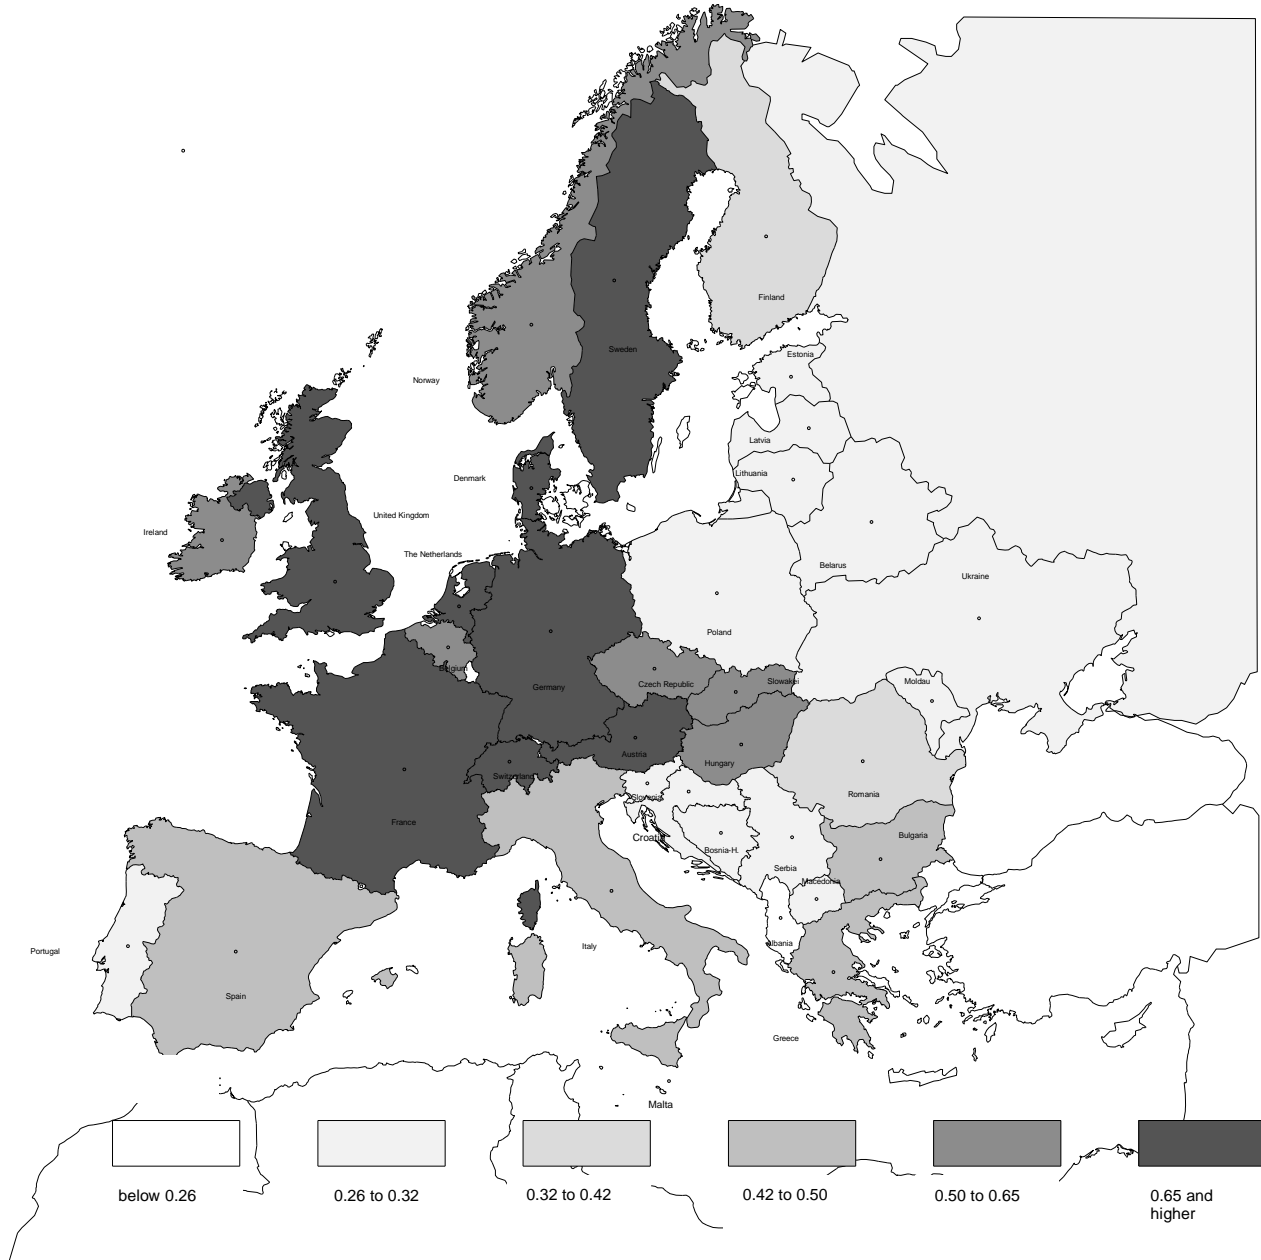 Finland
Sweden
Estonia
Norway
Latvia
Lithuania
Denmark
United Kingdom
Ireland
The Netherlands
Belarus
Ukraine
Poland
Belgium
Germany
Czech Republic
Slowakei
Moldau
Austria
Hungary
Switzerland
Slovenia
Romania
France
Croatia
Bosnia-H.
Bulgaria
Serbia
Macedonia
Portugal
Italy
Albania
Spain
Greece
Malta
below 0.26
0.26 to 0.32
0.32 to 0.42
0.42 to 0.50
0.50 to 0.65
0.65 and
higher